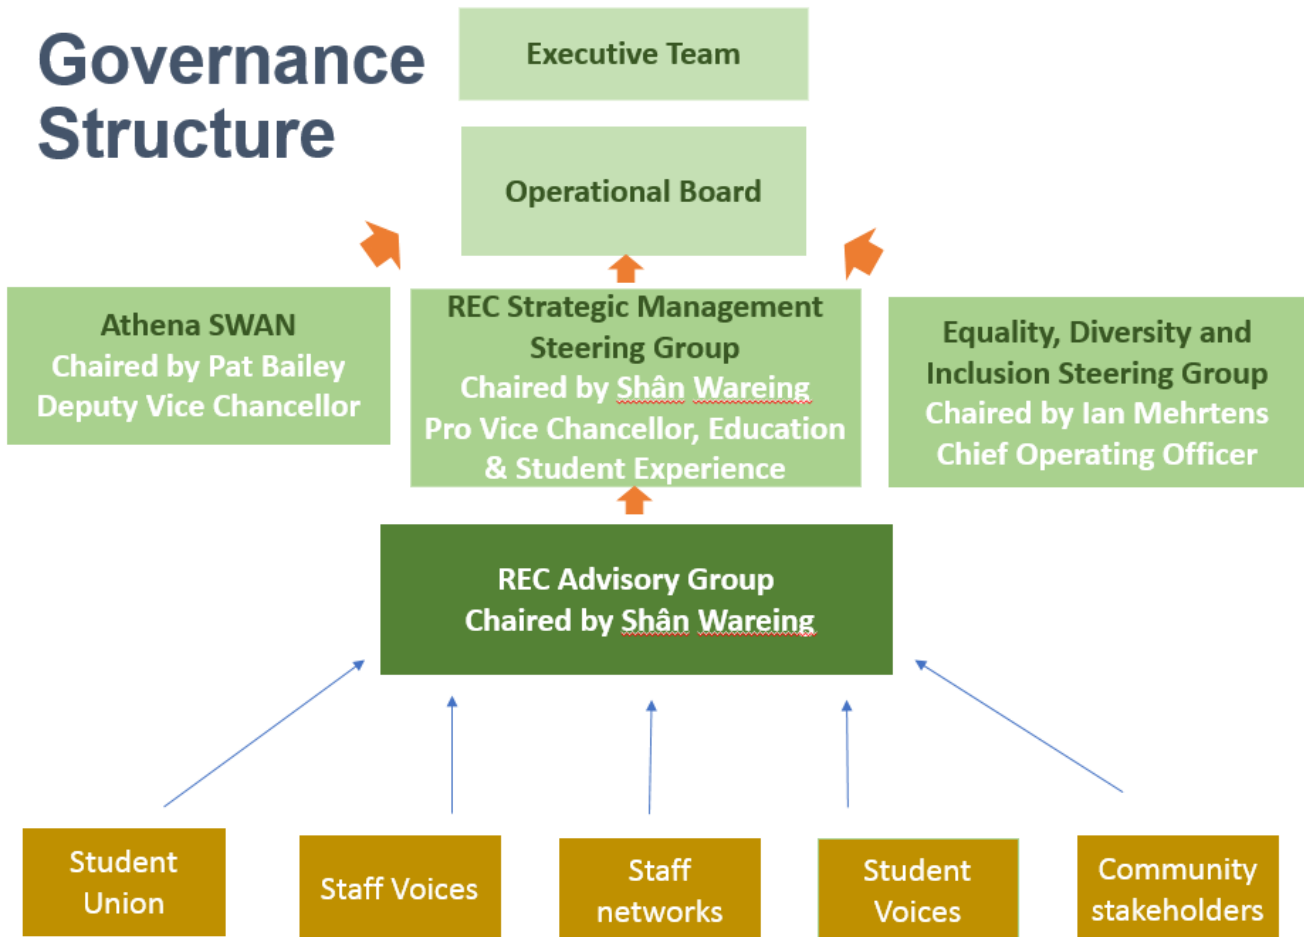 Governance
Structure
Executive Team
Operational Board
Athena SWAN
Chaired by Pat Bailey
Deputy Vice Chancellor
REC Strategic Management
Steering Group
Chaired by Shân Wareing
Pro Vice Chancellor, Education
& Student Experience
Equality, Diversity and
Inclusion Steering Group
Chaired by Ian Mehrtens
Chief Operating Officer
REC Advisory Group
Chaired by Shân Wareing
Student
Union
Staff Voices
Staff
networks
Student
Voices
Community
stakeholders